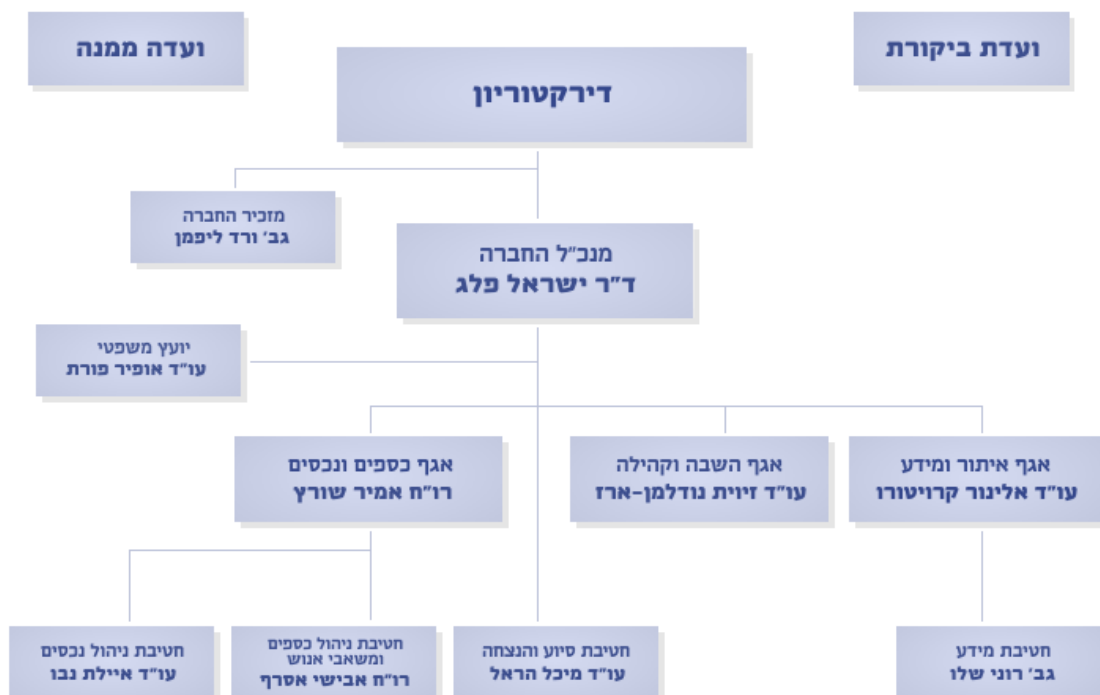 ועדת ביקורת
ועדה ממנה
דירקטוריון
מזכיר החברה
גב' ורד ליפמן
מנכ"ל החברה
ד"ר ישראל פלג
יועץ משפטי
עו"ד אופיר פורת
אגף איתור ומידע
עו"ד אלינור קרויטורו
אגף השבה וקהילה
עו"ד זיוית נודלמן-ארז
אגף כספים ונכסים
רו"ח אמיר שורץ
חטיבת מידע
גב' רוני שלו
חטיבת סיוע והנצחה
עו"ד מיכל הראל
חטיבת ניהול כספים
ומשאבי אנוש
רו"ח אבישי אסרף
חטיבת ניהול נכסים
עו"ד איילת נבו